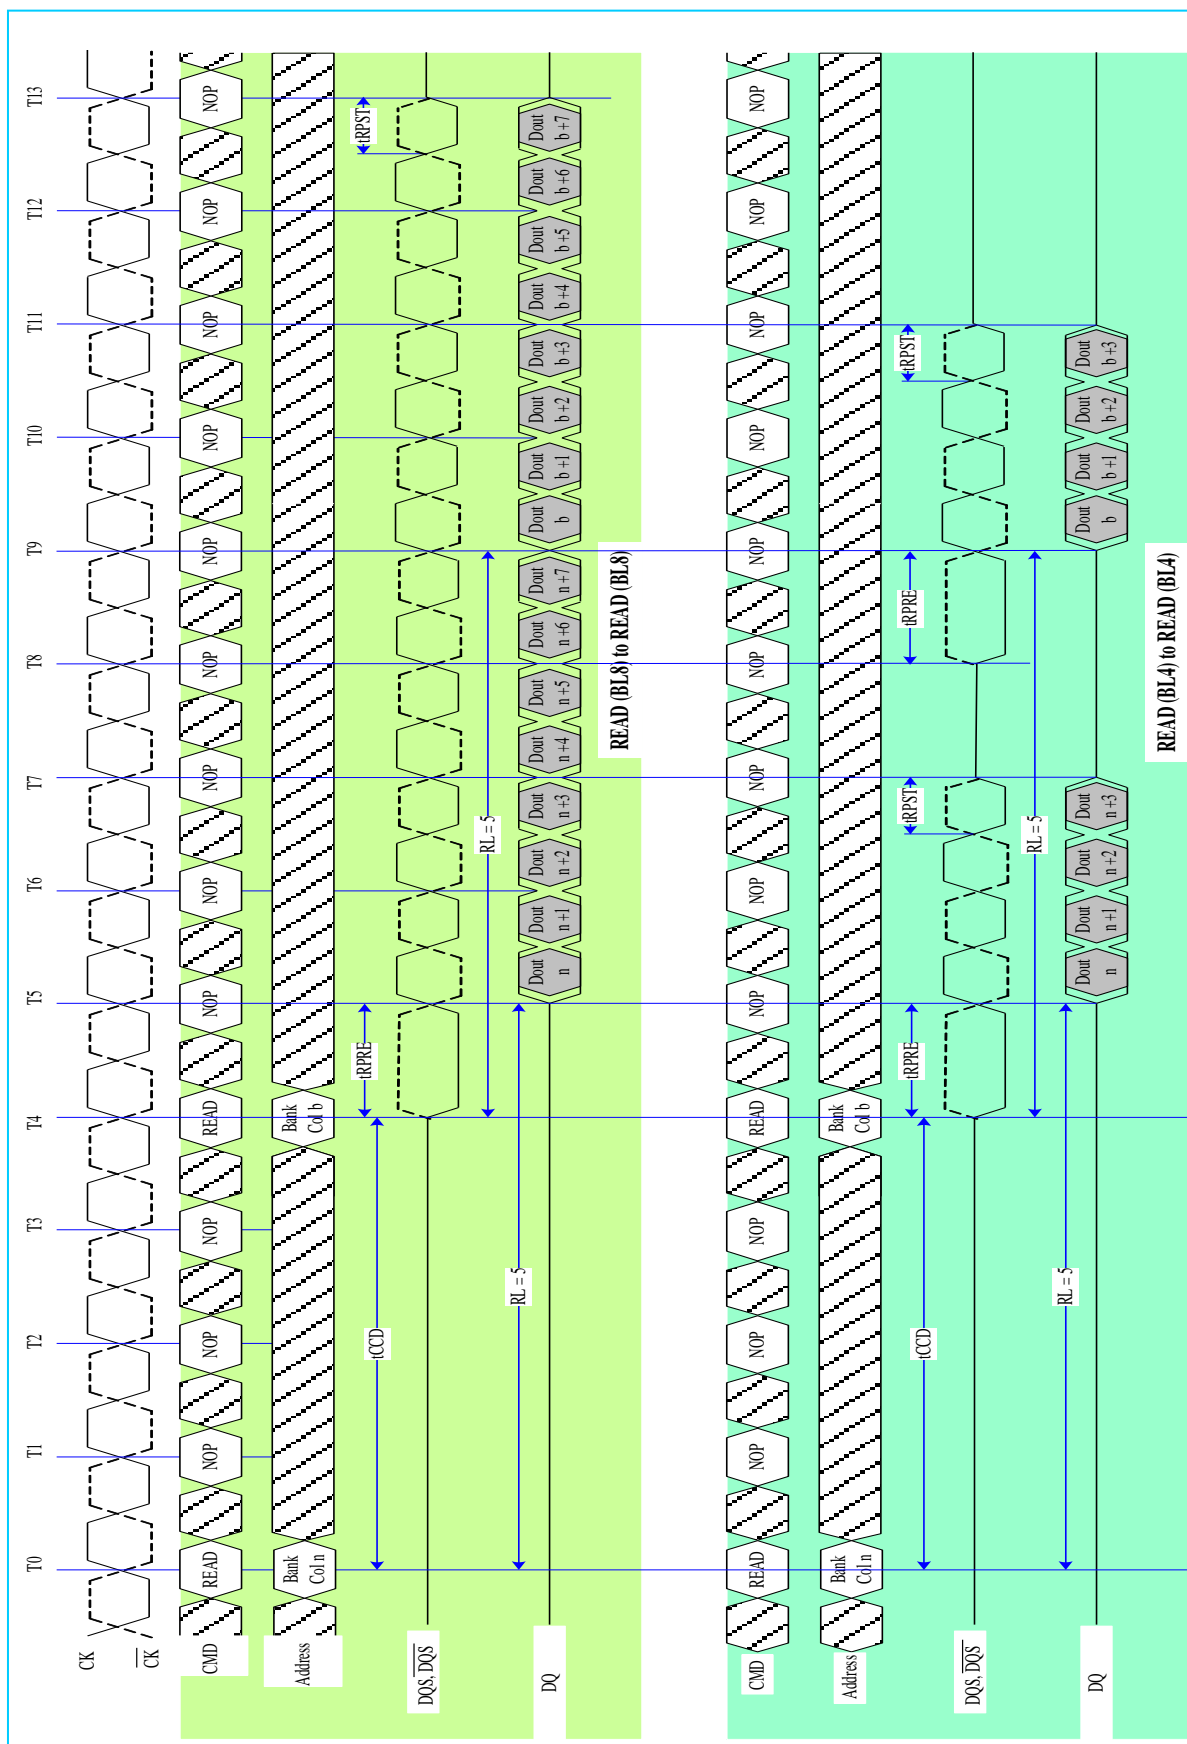 T0 T1 T2 T3 T4 T5 T6 T7 T8 T9 T10 T11 T12 T13
CK
CK
CMD READ NOP NOP NOP READ NOP NOP NOP NOP NOP NOP NOP NOP NOP
Address Bank Col n Bank Col b
tRPRE tRPST
tCCD
DQS, DQS
RL = 5
RL = 5
DQ Dout n Dout n+1 Dout n+2 Dout n+3 Dout n+4 Dout n+5 Dout n+6 Dout n+7 Dout b Dout b+1 Dout b+2 Dout b+3 Dout b+4 Dout b+5 Dout b+6 Dout b+7
READ (BL8) to READ (BL8)
CMD READ NOP NOP NOP READ NOP NOP NOP NOP NOP NOP NOP NOP NOP
Address Bank Col n Bank Col b
tRPRE tRPST tRPRE tRPST
tCCD
DQS, DQS
RL = 5
RL = 5
DQ Dout n Dout n+1 Dout n+2 Dout n+3 Dout b Dout b+1 Dout b+2 Dout b+3
READ (BL4) to READ (BL4)